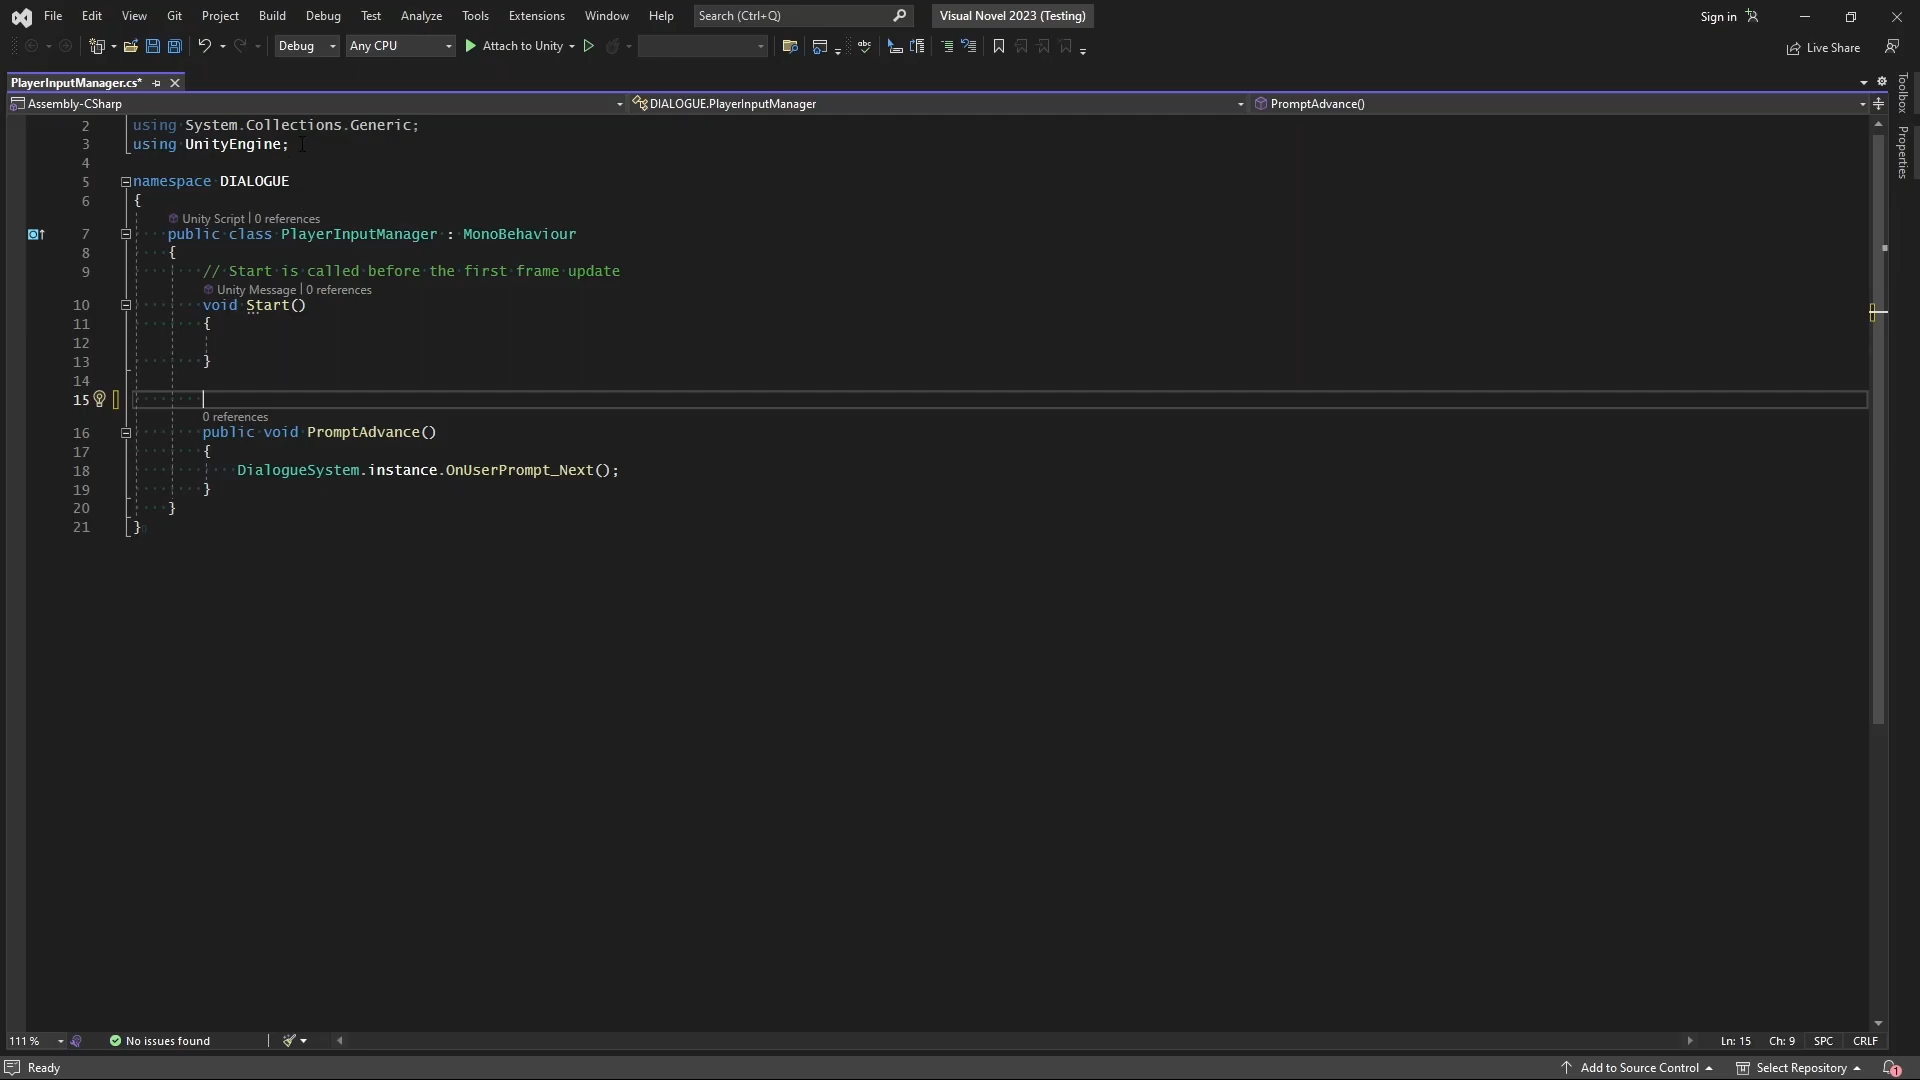 File Edit View Git Project Build Debug Test Analyze Tools Extensions Window Help Search (Ctrl+Q) Visual Novel 2023 (Testing) Sign in
Debug Any CPU Attach to Unity Live Share
PlayerInputManager.cs*
Assembly-CSharp DIALOGUE.PlayerInputManager PromptAdvance()
Toolbox
Properties
2 using System.Collections.Generic;
3 using UnityEngine;
4
5 namespace DIALOGUE
6 {
Unity Script | 0 references
7 public class PlayerInputManager : MonoBehaviour
8 {
9 // Start is called before the first frame update
Unity Message | 0 references
10 void Start()
11 {
12
13 }
14
15
0 references
16 public void PromptAdvance()
17 {
18 DialogueSystem.instance.OnUserPrompt_Next();
19 }
20 }
21 }
111 % No issues found Ln: 15 Ch: 9 SPC CRLF
Ready Add to Source Control Select Repository 1